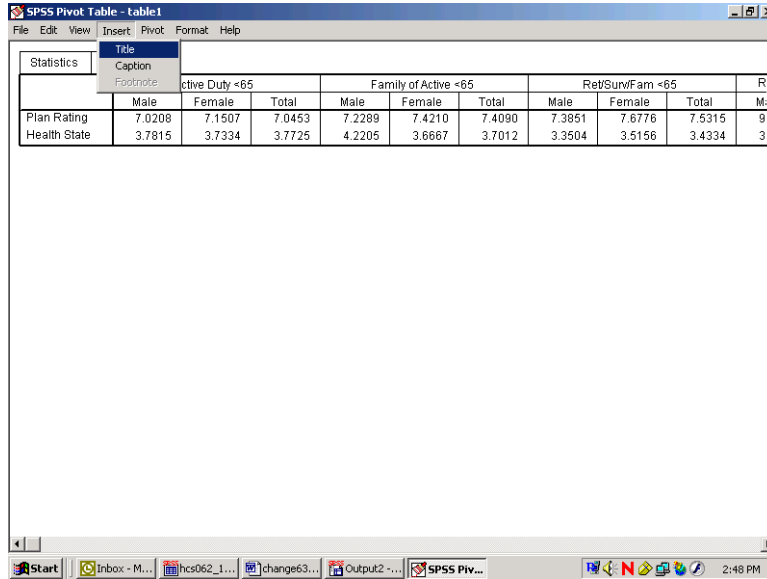 SPSS Pivot Table - table1
File Edit View Insert Pivot Format Help
Title
Caption
Footnote
Statistics
ctive Duty <65 Family of Active <65 Ret/Surv/Fam <65 R
Male Female Total Male Female Total Male Female Total Ma
Plan Rating 7.0208 7.1507 7.0453 7.2289 7.4210 7.4090 7.3851 7.6776 7.5315 9
Health State 3.7815 3.7334 3.7725 4.2205 3.6667 3.7012 3.3504 3.5156 3.4334 3
Start Inbox - M... hcs062_1... change63... Output2 -... SPSS Piv... N 2:48 PM